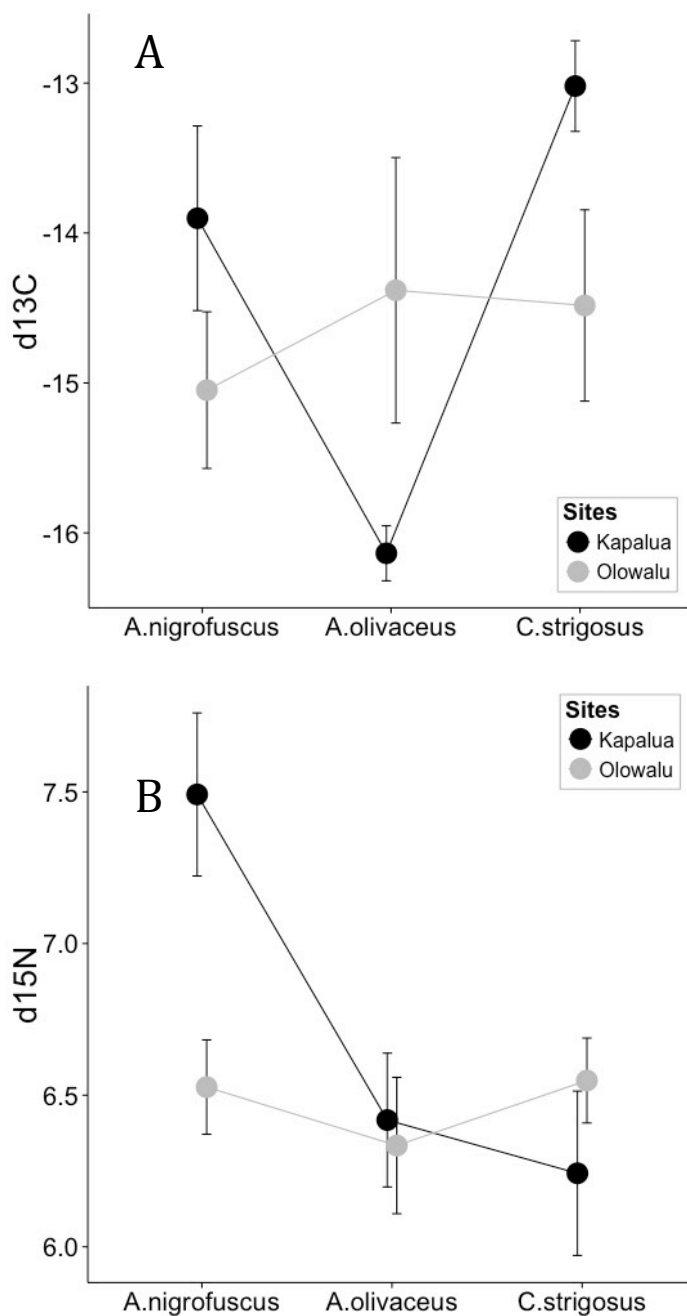 A
-13
-14
-15
-16
d13C
Sites
Kapalua
Olowalu
A.nigrofuscus A.olivaceus C.strigosus
B
7.5
7.0
6.5
6.0
d15N
Sites
Kapalua
Olowalu
A.nigrofuscus A.olivaceus C.strigosus